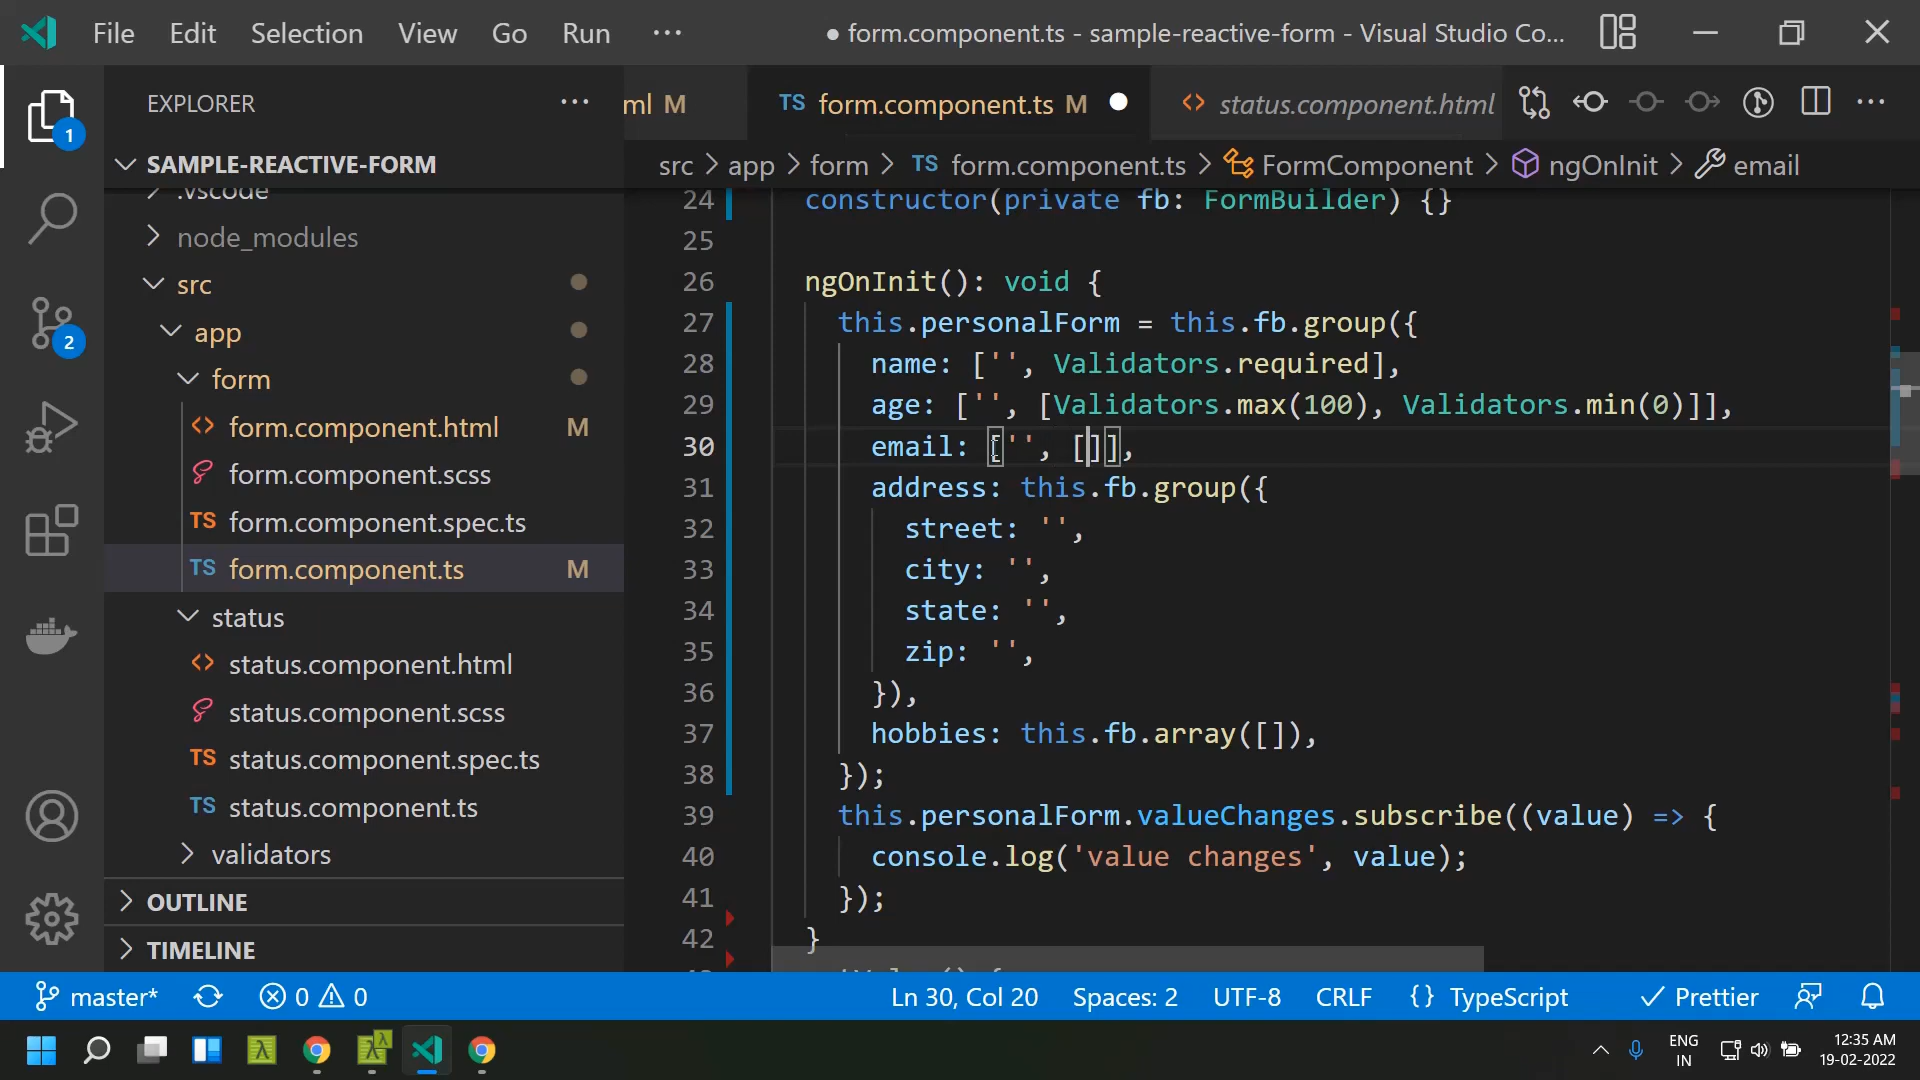 File Edit Selection View Go Run ··· ● form.component.ts - sample-reactive-form - Visual Studio Co...
EXPLORER ···
ml M
TS form.component.ts M ●
status.component.html ···
SAMPLE-REACTIVE-FORM
src > app > form > TS form.component.ts > FormComponent > ngOnInit > email
.vscode
node_modules
src
app
form
form.component.html M
form.component.scss
TS form.component.spec.ts
TS form.component.ts M
status
status.component.html
status.component.scss
TS status.component.spec.ts
TS status.component.ts
validators
OUTLINE
TIMELINE
1
2
24 constructor(private fb: FormBuilder) {}
25
26 ngOnInit(): void {
27 this.personalForm = this.fb.group({
28 name: ['', Validators.required],
29 age: ['', [Validators.max(100), Validators.min(0)]],
30 email: ['', []],
31 address: this.fb.group({
32 street: '',
33 city: '',
34 state: '',
35 zip: '',
36 }),
37 hobbies: this.fb.array([]),
38 });
39 this.personalForm.valueChanges.subscribe((value) => {
40 console.log('value changes', value);
41 });
42 }
master* 0 0 Ln 30, Col 20 Spaces: 2 UTF-8 CRLF {} TypeScript ✓ Prettier
ENG
IN
12:35 AM
19-02-2022